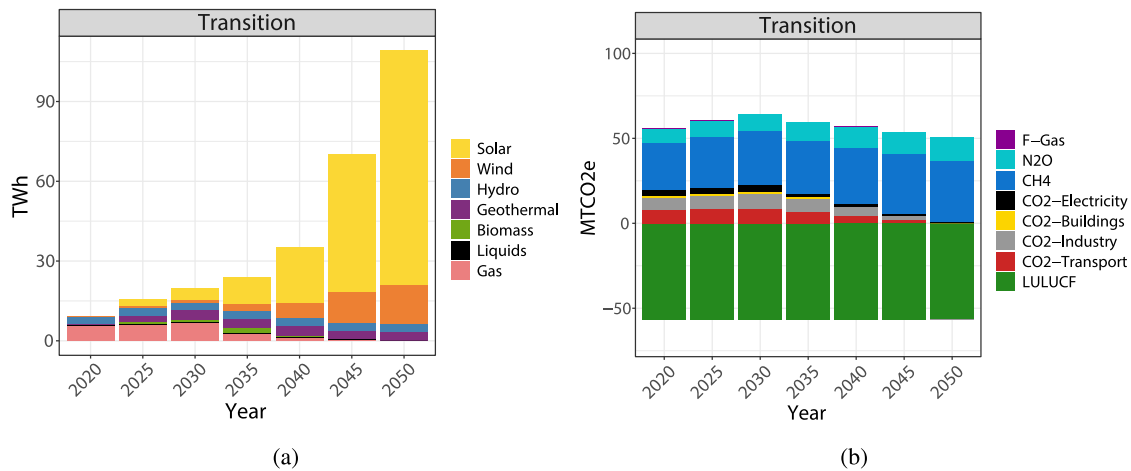 Transition
TWh
90
60
30
0
2020
2025
2030
2035
2040
2045
2050
Year
Solar
Wind
Hydro
Geothermal
Biomass
Liquids
Gas
(a)
Transition
MTCO2e
100
50
0
−50
2020
2025
2030
2035
2040
2045
2050
Year
F−Gas
N2O
CH4
CO2−Electricity
CO2−Buildings
CO2−Industry
CO2−Transport
LULUCF
(b)